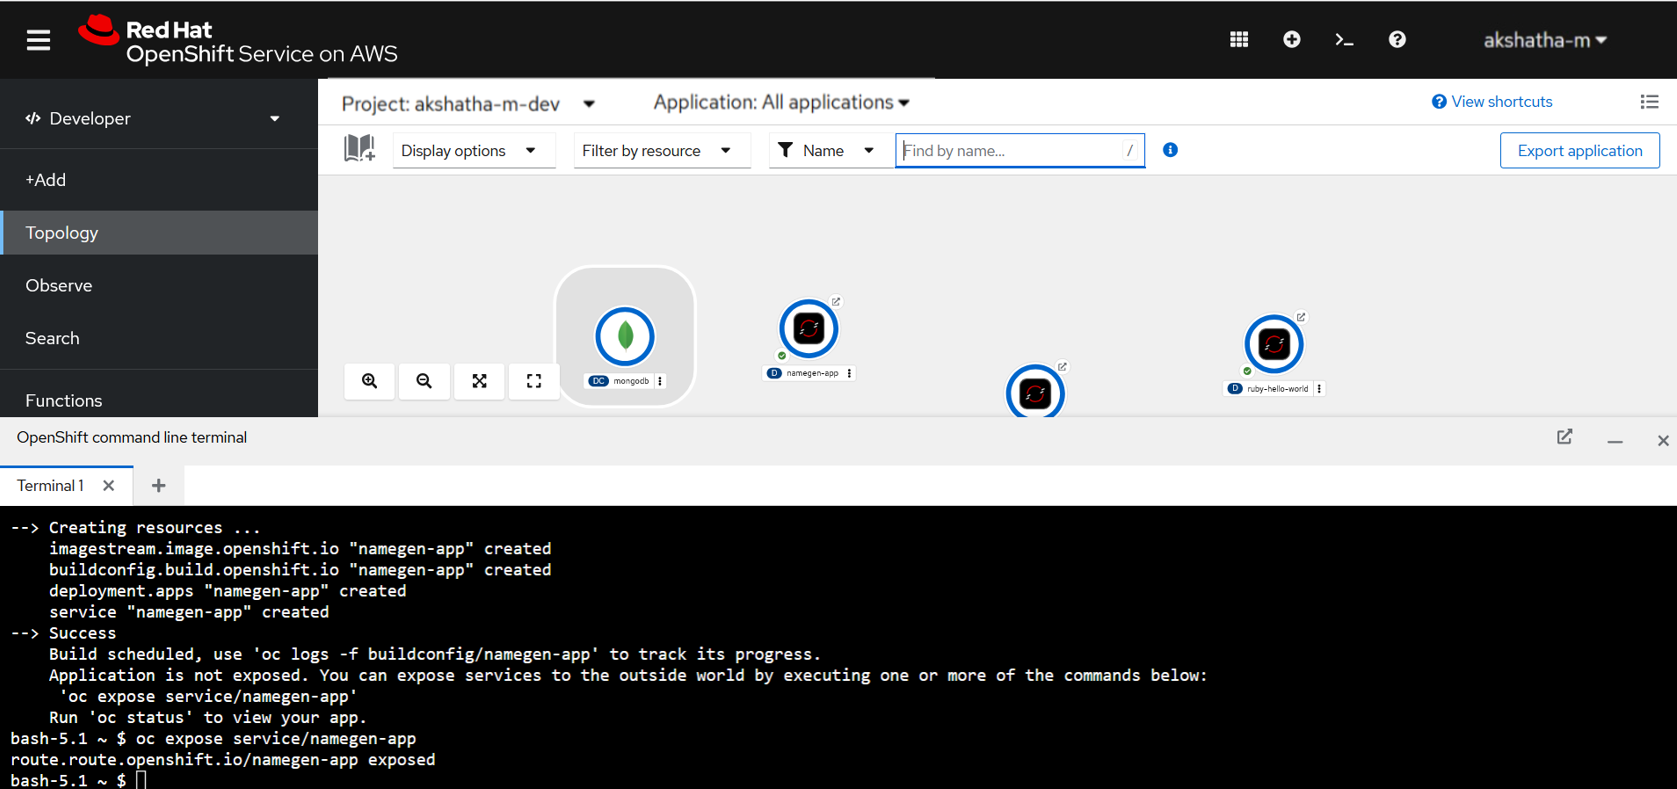 Red Hat
OpenShift Service on AWS
akshatha-m
Developer
Project: akshatha-m-dev
Application: All applications
View shortcuts
Display options
Filter by resource
Name
Find by name...
/
Export application
+Add
Topology
Observe
Search
Functions
DC mongodb
D namegen-app
D ruby-hello-world
OpenShift command line terminal
Terminal 1
--> Creating resources ...
imagestream.image.openshift.io "namegen-app" created
buildconfig.build.openshift.io "namegen-app" created
deployment.apps "namegen-app" created
service "namegen-app" created
--> Success
Build scheduled, use 'oc logs -f buildconfig/namegen-app' to track its progress.
Application is not exposed. You can expose services to the outside world by executing one or more of the commands below:
'oc expose service/namegen-app'
Run 'oc status' to view your app.
bash-5.1 ~ $ oc expose service/namegen-app
route.route.openshift.io/namegen-app exposed
bash-5.1 ~ $